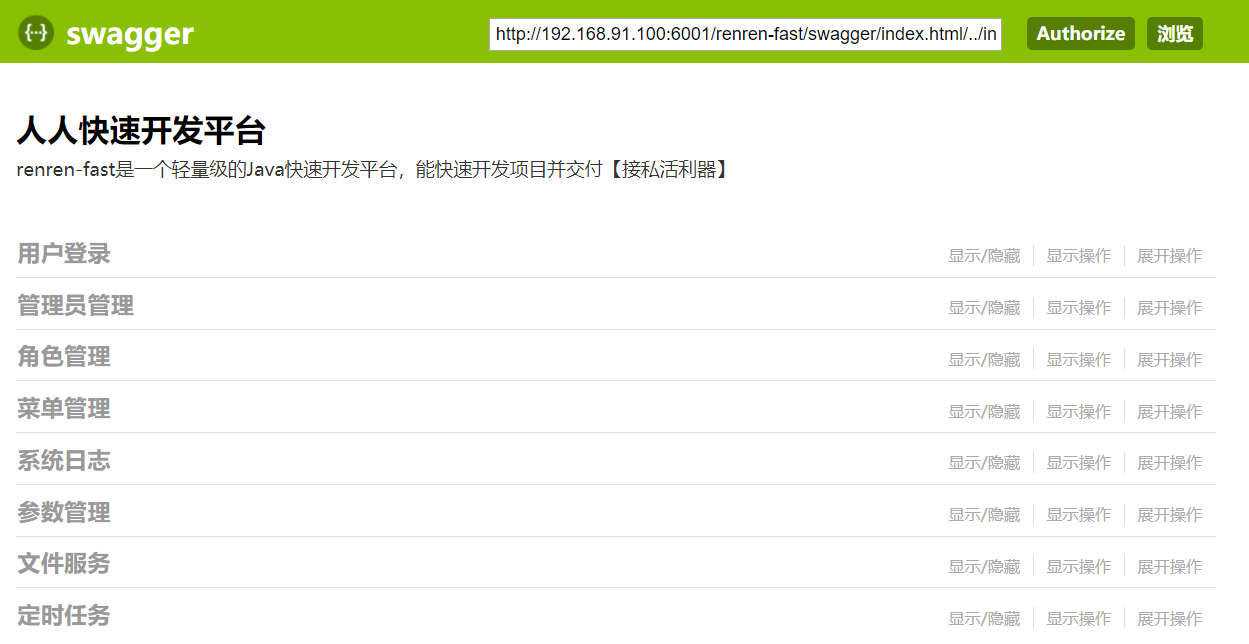 swagger http://192.168.91.100:6001/renren-fast/swagger/index.html/../in Authorize 浏览
人人快速开发平台
renren-fast是一个轻量级的Java快速开发平台，能快速开发项目并交付【接私活利器】
用户登录 显示/隐藏 显示操作 展开操作
管理员管理 显示/隐藏 显示操作 展开操作
角色管理 显示/隐藏 显示操作 展开操作
菜单管理 显示/隐藏 显示操作 展开操作
系统日志 显示/隐藏 显示操作 展开操作
参数管理 显示/隐藏 显示操作 展开操作
文件服务 显示/隐藏 显示操作 展开操作
定时任务 显示/隐藏 显示操作 展开操作